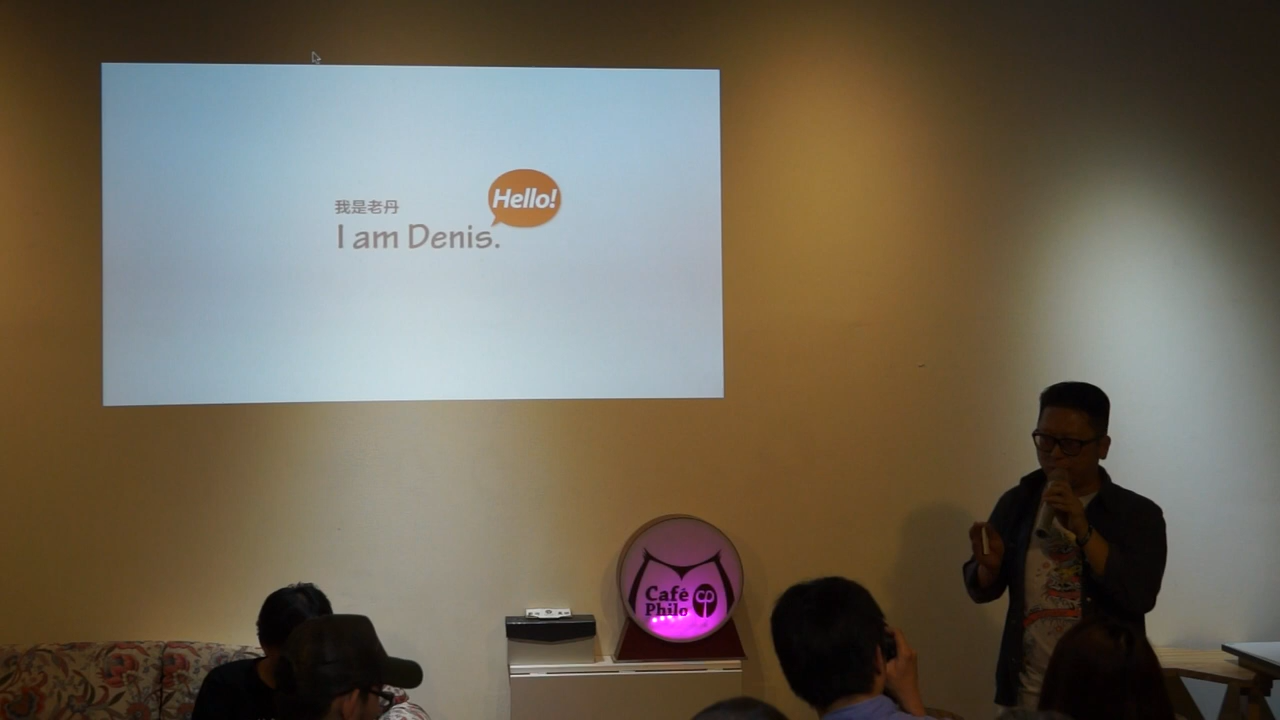 Hello!
我是老丹
I am Denis.
Café
Philo